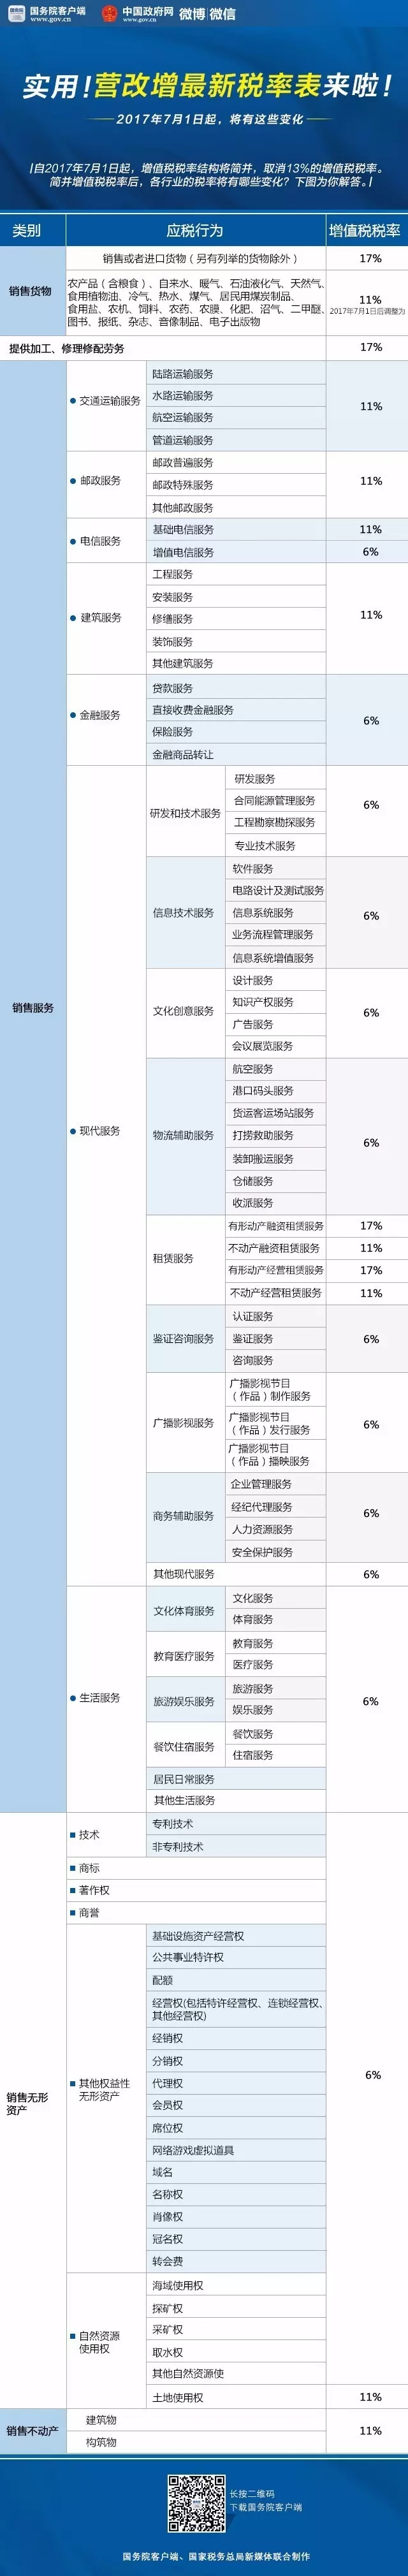 国务院客户端
www.gov.cn
中国政府网
www.gov.cn
微博|微信
实用!营改增最新税率表来啦!
2017年7月1日起,将有这些变化
|自2017年7月1日起,增值税税率结构将简并,取消13%的增值税税率。
简并增值税税率后,各行业的税率将有哪些变化?下图为你解答。|
类别 应税行为 增值税税率
销售货物
销售或者进口货物(另有列举的货物除外) 17%
农产品(含粮食)、自来水、暖气、石油液化气、天然气、
食用植物油、冷气、热水、煤气、居民用煤炭制品、
食用盐、农机、饲料、农药、农膜、化肥、沼气、二甲醚、
图书、报纸、杂志、音像制品、电子出版物
11%
2017年7月1日后调整为
提供加工、修理修配劳务 17%
销售服务
交通运输服务
陆路运输服务
水路运输服务
航空运输服务
管道运输服务
11%
邮政服务
邮政普遍服务
邮政特殊服务
其他邮政服务
11%
电信服务
基础电信服务 11%
增值电信服务 6%
建筑服务
工程服务
安装服务
修缮服务
装饰服务
其他建筑服务
11%
金融服务
贷款服务
直接收费金融服务
保险服务
金融商品转让
6%
现代服务
研发和技术服务
研发服务
合同能源管理服务
工程勘察勘探服务
专业技术服务
6%
信息技术服务
软件服务
电路设计及测试服务
信息系统服务
业务流程管理服务
信息系统增值服务
6%
文化创意服务
设计服务
知识产权服务
广告服务
会议展览服务
6%
物流辅助服务
航空服务
港口码头服务
货运客运场站服务
打捞救助服务
装卸搬运服务
仓储服务
收派服务
6%
租赁服务
有形动产融资租赁服务 17%
不动产融资租赁服务 11%
有形动产经营租赁服务 17%
不动产经营租赁服务 11%
鉴证咨询服务
认证服务
鉴证服务
咨询服务
6%
广播影视服务
广播影视节目
(作品)制作服务
广播影视节目
(作品)发行服务
广播影视节目
(作品)播映服务
6%
商务辅助服务
企业管理服务
经纪代理服务
人力资源服务
安全保护服务
6%
其他现代服务 6%
生活服务
文化体育服务
文化服务
体育服务
教育医疗服务
教育服务
医疗服务
旅游娱乐服务
旅游服务
娱乐服务
餐饮住宿服务
餐饮服务
住宿服务
居民日常服务
其他生活服务
6%
销售无形
资产
技术
专利技术
非专利技术
商标
著作权
商誉
其他权益性
无形资产
基础设施资产经营权
公共事业特许权
配额
经营权(包括特许经营权、连锁经营权、
其他经营权)
经销权
分销权
代理权
会员权
席位权
网络游戏虚拟道具
域名
名称权
肖像权
冠名权
转会费
6%
自然资源
使用权
海域使用权
探矿权
采矿权
取水权
其他自然资源使
土地使用权 11%
销售不动产
建筑物
构筑物
11%
长按二维码
下载国务院客户端
国务院客户端、国家税务总局新媒体联合制作